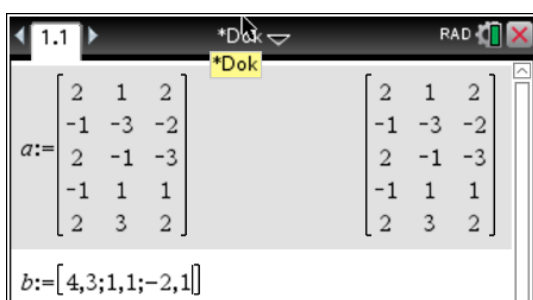 1.1 *Dok RAD
*Dok
a:= [2 1 2 [2 1 2
-1 -3 -2 -1 -3 -2
2 -1 -3 2 -1 -3
-1 1 1 -1 1 1
2 3 2] 2 3 2]
b:=[4,3;1,1;-2,1]